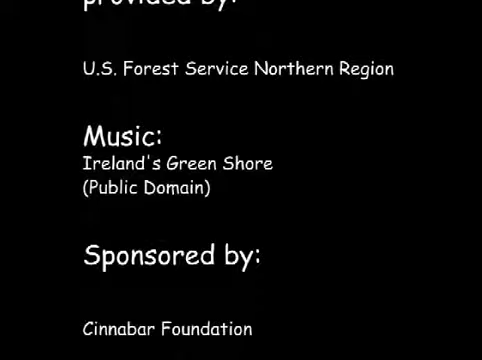 provided by:
U.S. Forest Service Northern Region
Music:
Ireland's Green Shore
(Public Domain)
Sponsored by:
Cinnabar Foundation